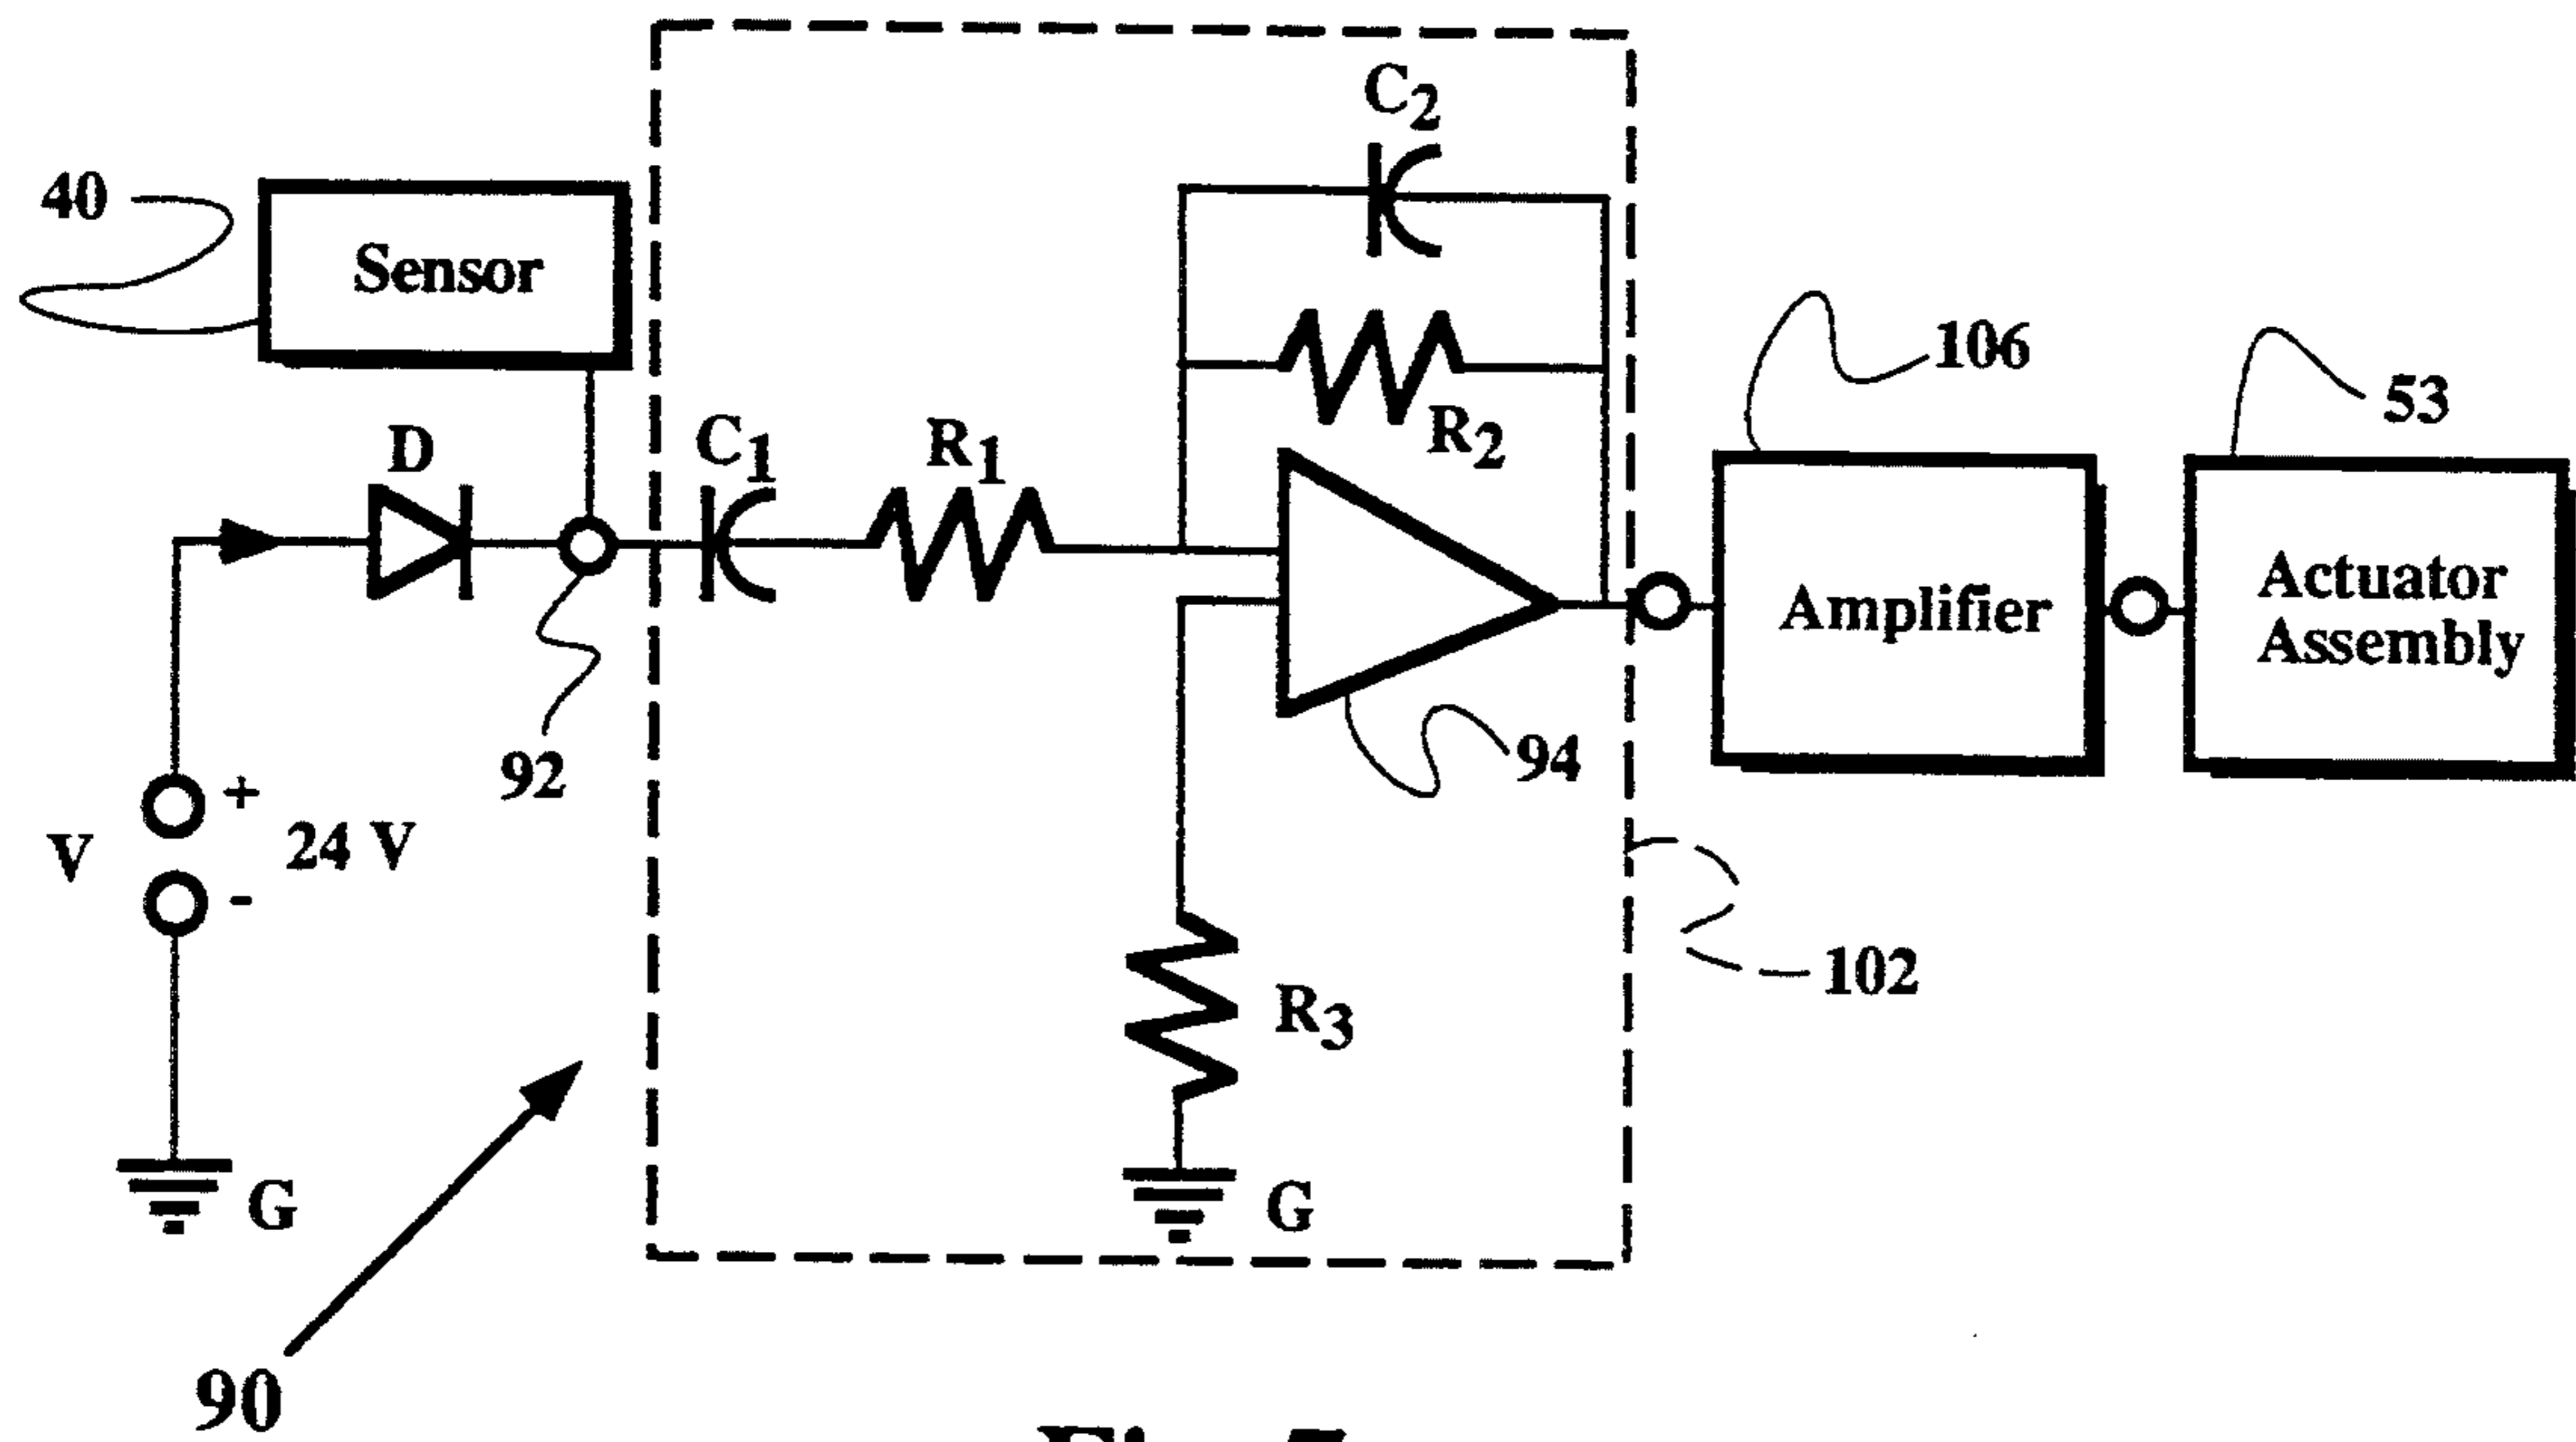 C2
40
Sensor
106
53
D
C1
R1
R2
Amplifier
Actuator
Assembly
92
94
V
+
24 V
-
102
R3
G
G
90